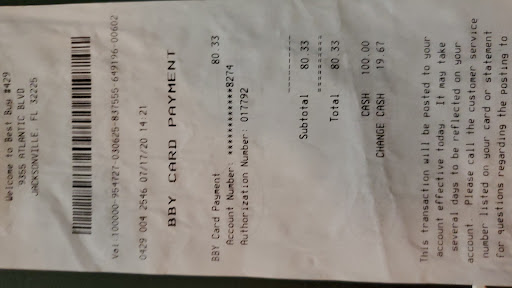 Welcome to Best Buy #429
9355 ATLANTIC BLVD
JACKSONVILLE, FL 32225
Val:100000-954727-030625-837555-649196-00602
0429 004 2546 07/17/20 14 21
BBY CARD PAYMENT
BBY Card Payment 80 33
Account Number: ************8274
Authorization Number: 017792
Subtotal 80.33
Total 80.33
CASH 100.00
CHANGE CASH 19.67
This transaction will be posted to your
account effective today It may take
several days to be reflected on your
account Please call the customer service
number listed on your card or statement
for questions regarding the posting to